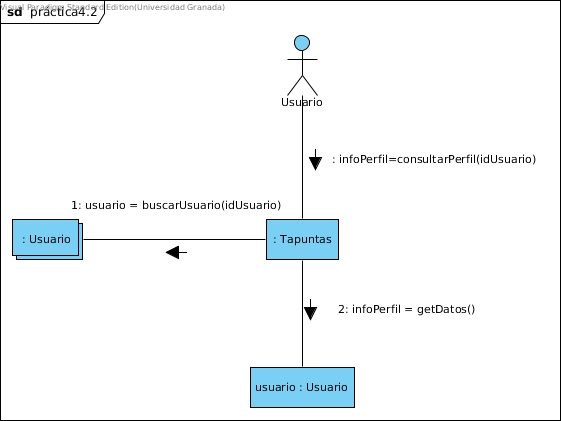 Visual Paradigm Standard Edition(Universidad Granada)
sd practica4.2
Usuario
: infoPerfil=consultarPerfil(idUsuario)
1: usuario = buscarUsuario(idUsuario)
: Usuario
: Tapuntas
2: infoPerfil = getDatos()
usuario : Usuario